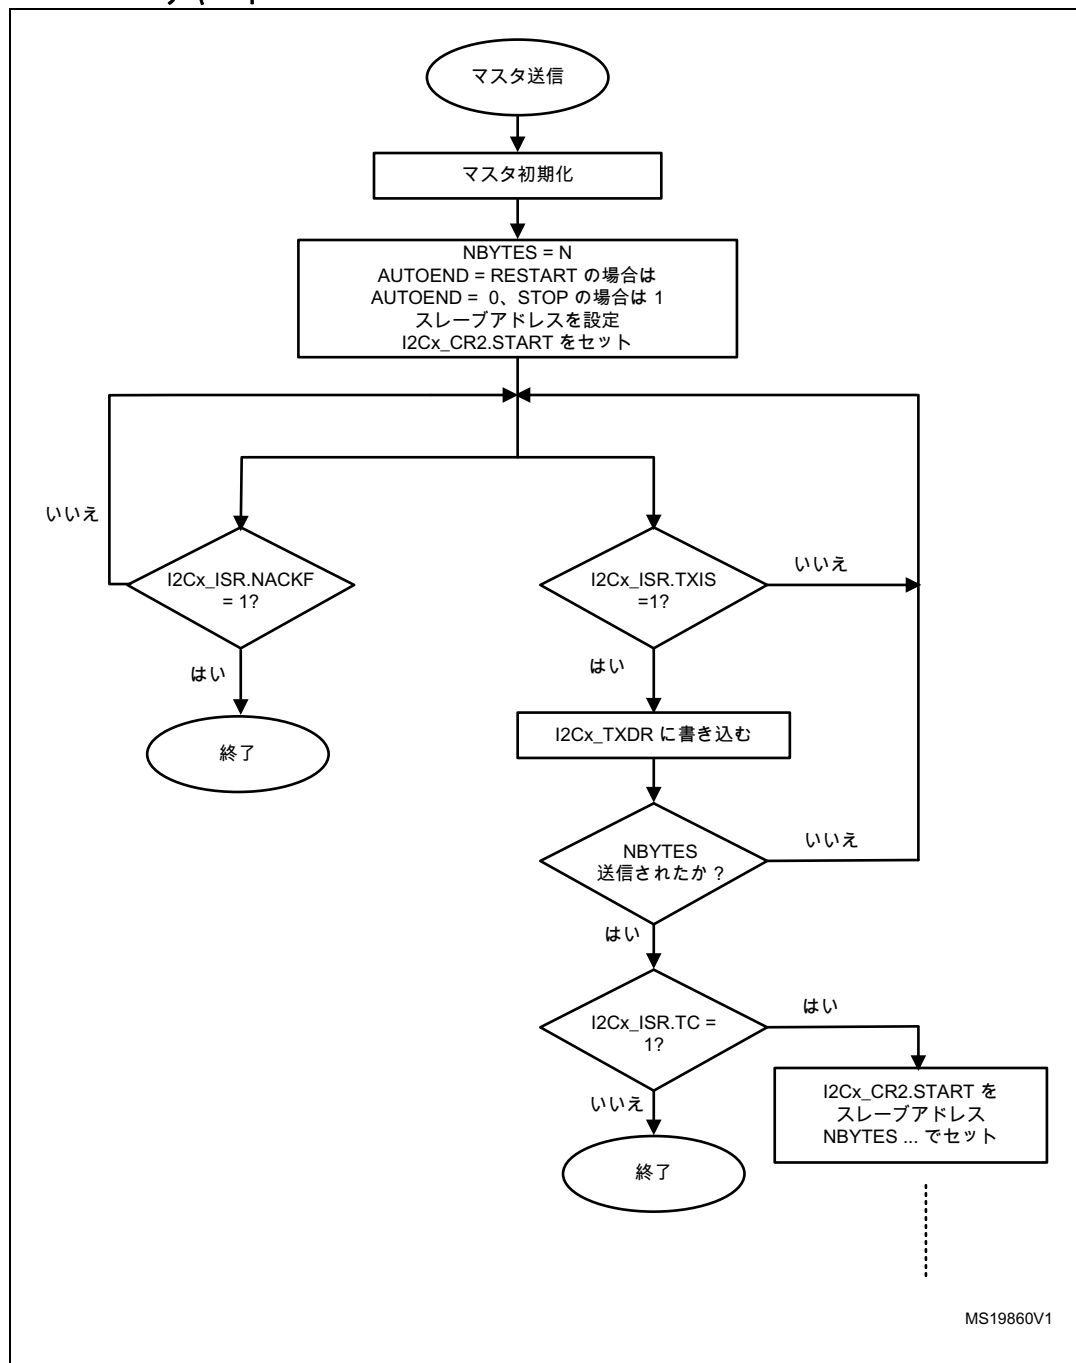 マスタ送信
マスタ初期化
NBYTES = N
AUTOEND = RESTART の場合は
AUTOEND = 0、STOP の場合は 1
スレーブアドレスを設定
I2Cx_CR2.START をセット
いいえ
I2Cx_ISR.NACKF
= 1?
はい
終了
I2Cx_ISR.TXIS
=1?
いいえ
はい
I2Cx_TXDR に書き込む
NBYTES
送信されたか ?
いいえ
はい
I2Cx_ISR.TC =
1?
はい
いいえ
終了
I2Cx_CR2.START を
スレーブアドレス
NBYTES ... でセット
MS19860V1